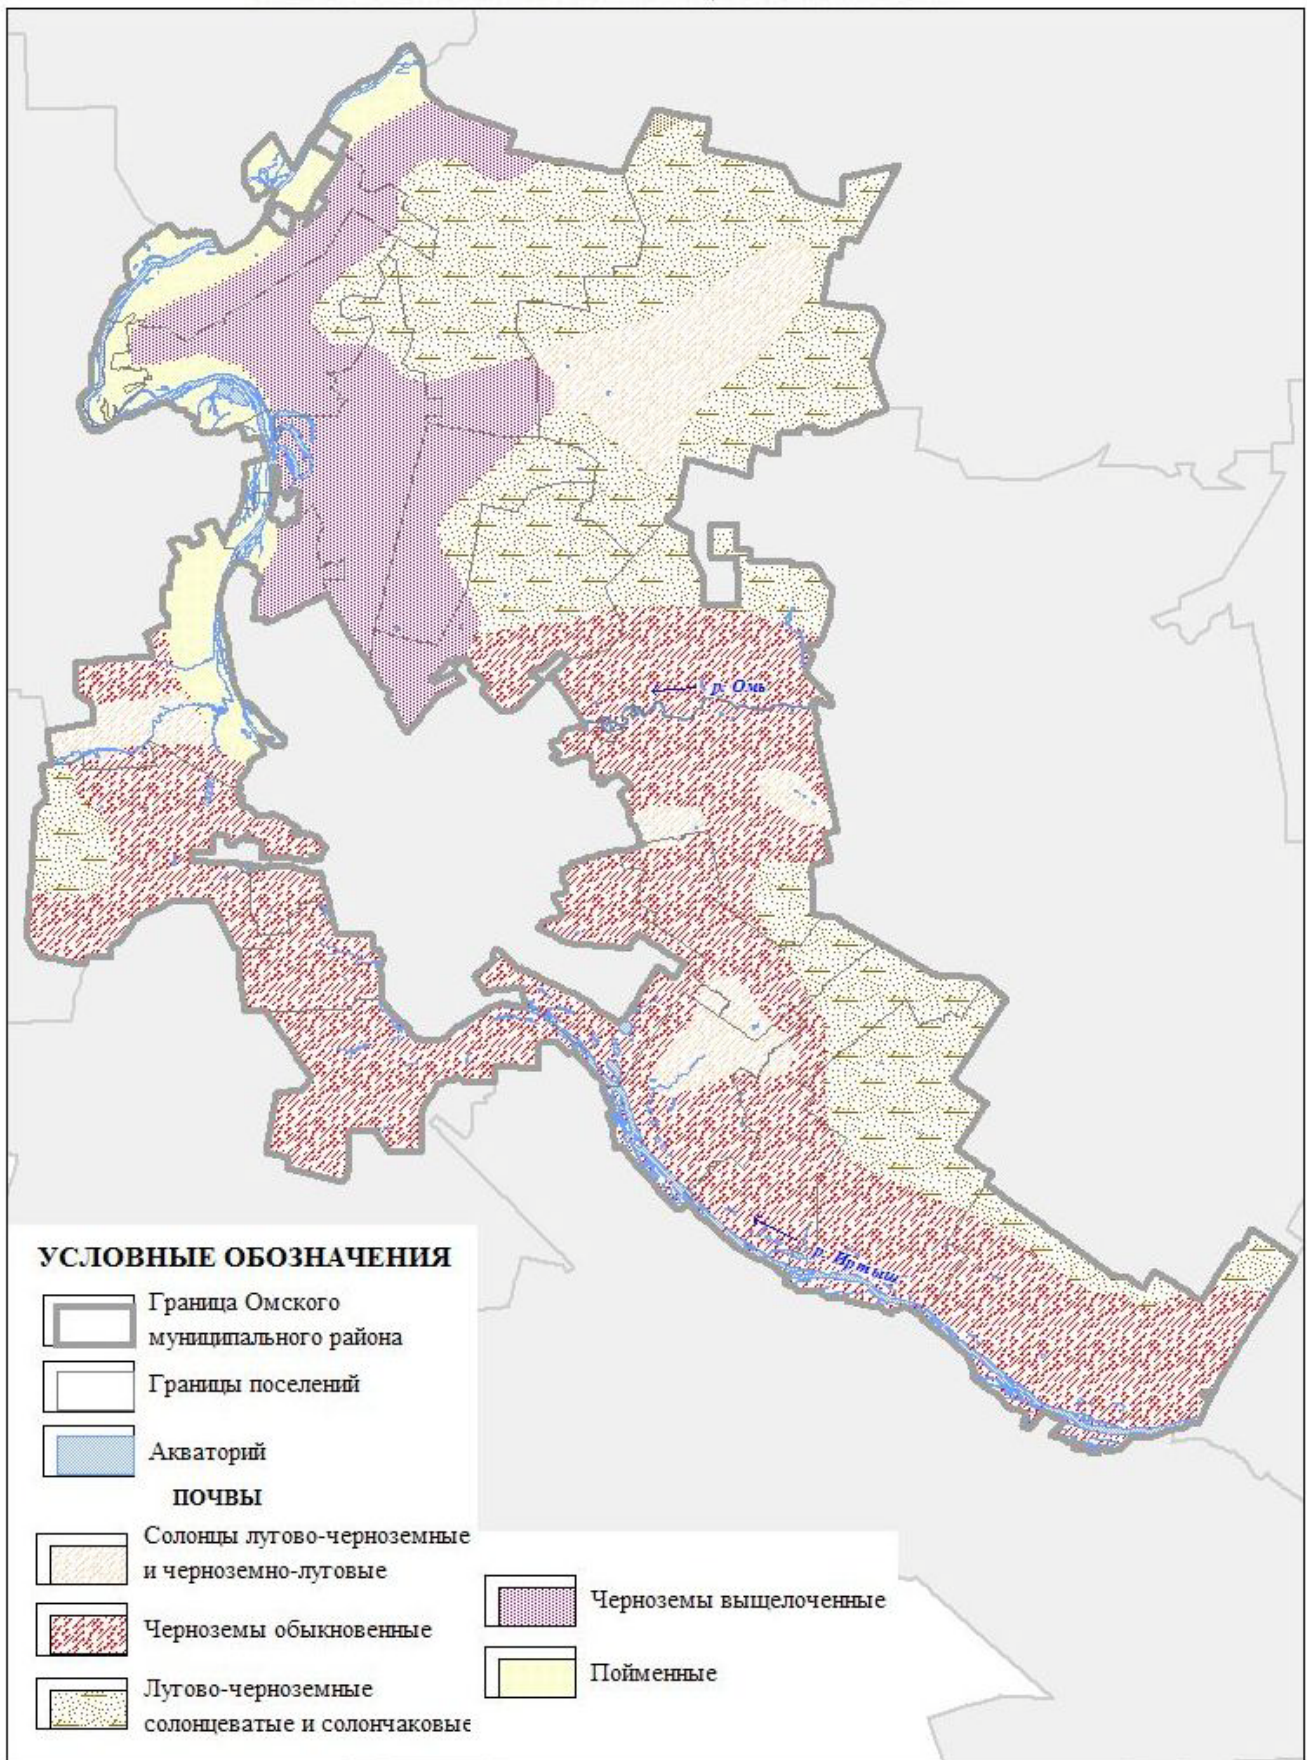 р. Омь
р. Иртыш
УСЛОВНЫЕ ОБОЗНАЧЕНИЯ
Граница Омского
муниципального района
Границы поселений
Акваторий
ПОЧВЫ
Солонцы лугово-черноземные
и черноземно-луговые
Черноземы обыкновенные
Лугово-черноземные
солонцеватые и солончаковые
Черноземы выщелоченные
Пойменные